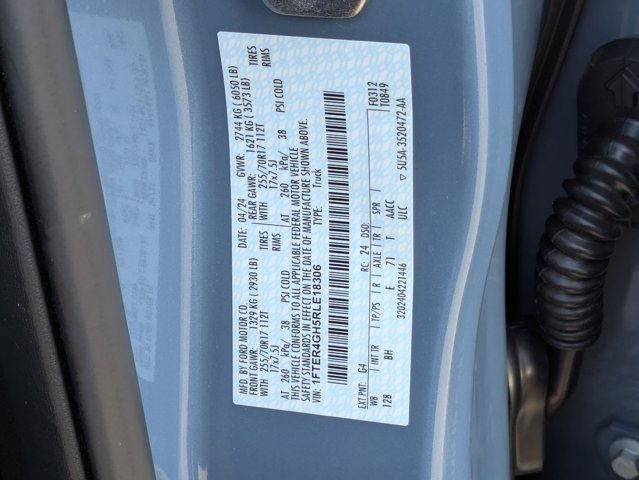 MFD. BY FORD MOTOR CO.
DATE: 04/24 GVWR: 2744 KG ( 6050 LB)
FRONT GAWR: 1329 KG ( 2930 LB) REAR GAWR: 1621 KG ( 3573 LB)
WITH 255/70R17 112T TIRES WITH 255/70R17 112T TIRES
17x7.5J RIMS 17x7.5J RIMS
AT 260 kPa/ 38 PSI COLD AT 260 kPa/ 38 PSI COLD
THIS VEHICLE CONFORMS TO ALL APPLICABLE FEDERAL MOTOR VEHICLE
SAFETY STANDARDS IN EFFECT ON THE DATE OF MANUFACTURE SHOWN ABOVE.
VIN: 1FTER4GH5RLE18306 TYPE: Truck
F0312
T0849
EXT PNT: G4 RC: 24 DSO:
WB INT TR TP/PS R AXLE TR SPR
128 BH E 71 T AACC
3202404221446 ULC
▽ SU5A-3520472-AA